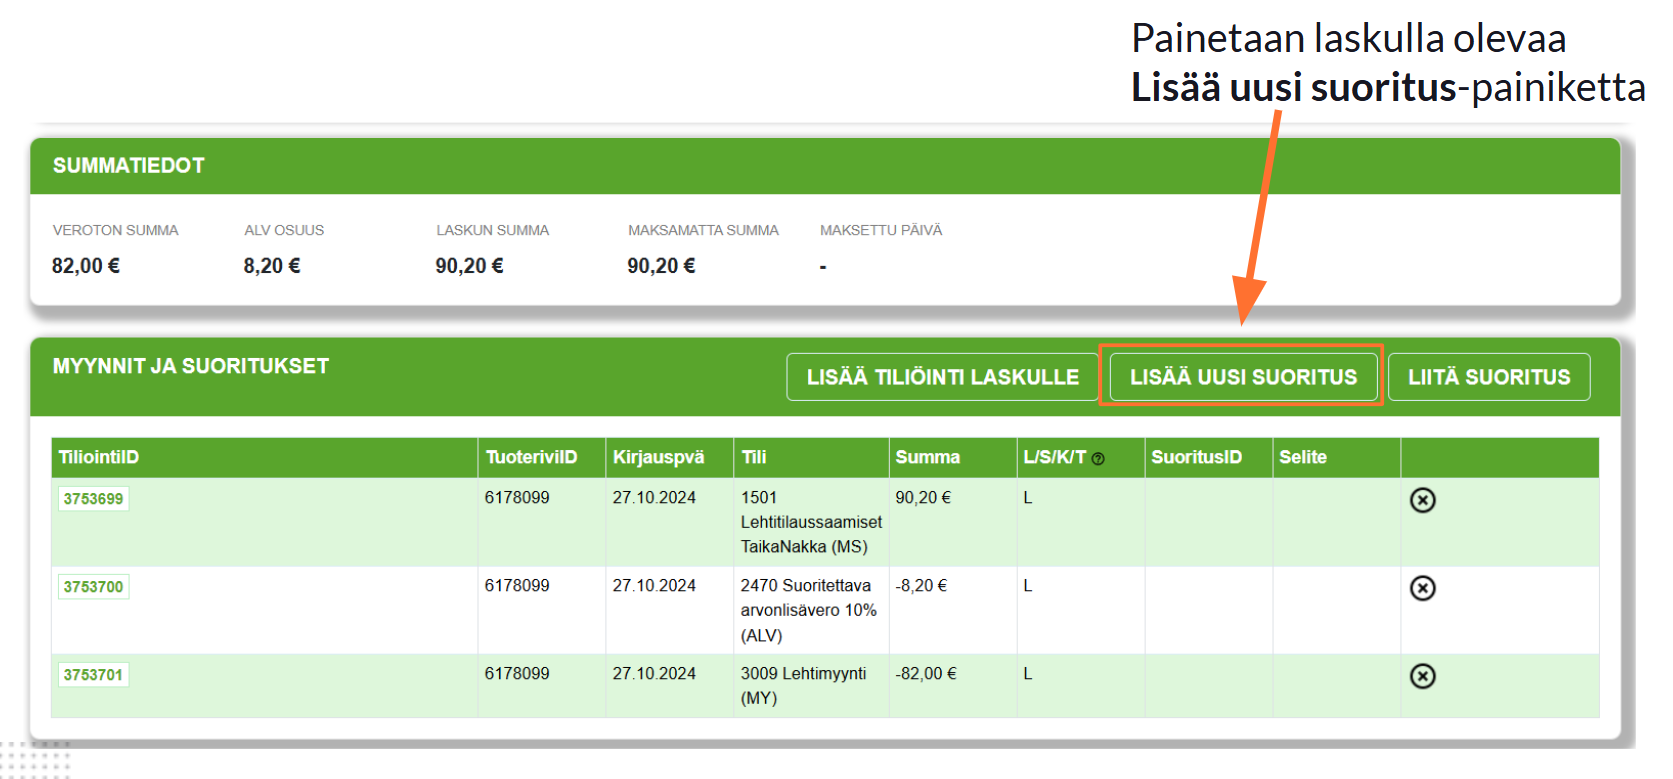 Painetaan laskulla olevaa
Lisää uusi suoritus-painiketta
SUMMATIEDOT
VEROTON SUMMA ALV OSUUS LASKUN SUMMA MAKSAMATTA SUMMA MAKSETTU PÄIVÄ
82,00 € 8,20 € 90,20 € 90,20 € -
MYYNNIT JA SUORITUKSET LISÄÄ TILIÖINTI LASKULLE LISÄÄ UUSI SUORITUS LIITÄ SUORITUS
TiliointiID TuoteriviID Kirjauspvä Tili Summa L/S/K/T ? SuoritusID Selite
3753699 6178099 27.10.2024 1501 90,20 € L
Lehtitilaussaamiset
TaikaNakka (MS)
3753700 6178099 27.10.2024 2470 Suoritettava -8,20 € L
arvonlisävero 10%
(ALV)
3753701 6178099 27.10.2024 3009 Lehtimyynti -82,00 € L
(MY)